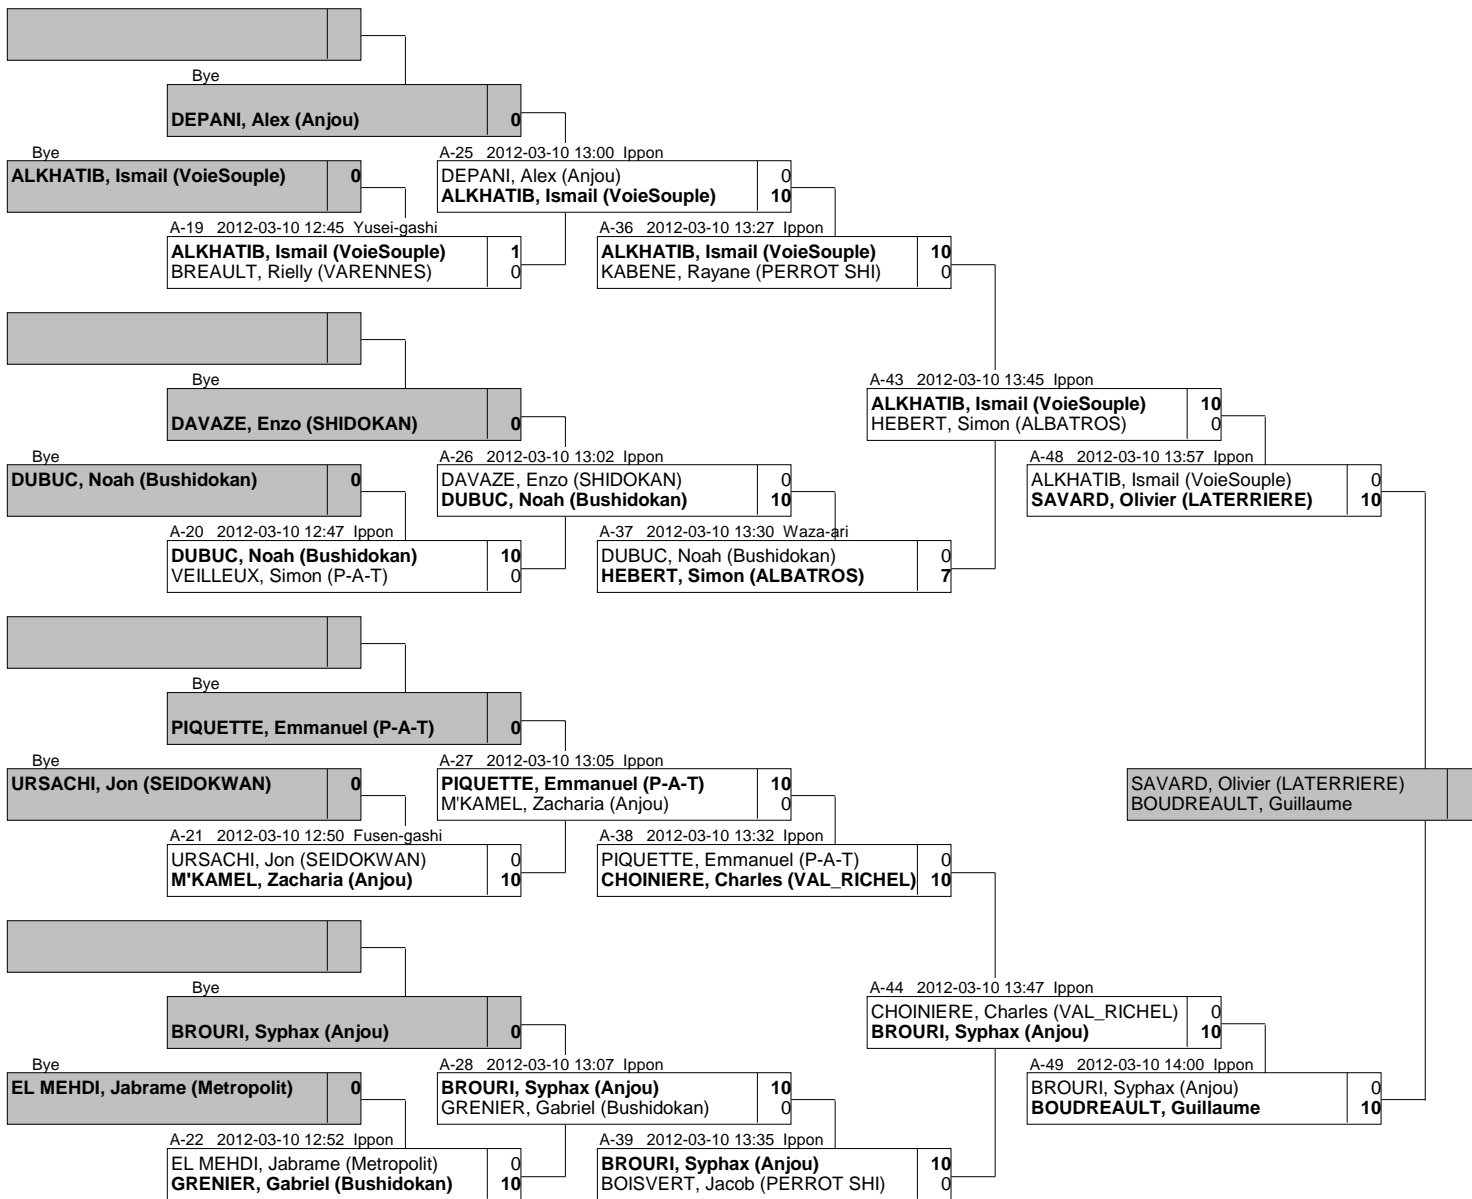 Bye
DEPANI, Alex (Anjou) 0
Bye
ALKHATIB, Ismail (VoieSouple) 0
A-25 2012-03-10 13:00 Ippon
DEPANI, Alex (Anjou) 0
ALKHATIB, Ismail (VoieSouple) 10
A-19 2012-03-10 12:45 Yusei-gashi
ALKHATIB, Ismail (VoieSouple) 1
BREAULT, Rielly (VARENNES) 0
A-36 2012-03-10 13:27 Ippon
ALKHATIB, Ismail (VoieSouple) 10
KABENE, Rayane (PERROT SHI) 0
Bye
DAVAZE, Enzo (SHIDOKAN) 0
A-43 2012-03-10 13:45 Ippon
ALKHATIB, Ismail (VoieSouple) 10
HEBERT, Simon (ALBATROS) 0
Bye
DUBUC, Noah (Bushidokan) 0
A-26 2012-03-10 13:02 Ippon
DAVAZE, Enzo (SHIDOKAN) 0
DUBUC, Noah (Bushidokan) 10
A-48 2012-03-10 13:57 Ippon
ALKHATIB, Ismail (VoieSouple) 0
SAVARD, Olivier (LATERRIERE) 10
A-20 2012-03-10 12:47 Ippon
DUBUC, Noah (Bushidokan) 10
VEILLEUX, Simon (P-A-T) 0
A-37 2012-03-10 13:30 Waza-ari
DUBUC, Noah (Bushidokan) 0
HEBERT, Simon (ALBATROS) 7
Bye
PIQUETTE, Emmanuel (P-A-T) 0
Bye
URSACHI, Jon (SEIDOKWAN) 0
A-27 2012-03-10 13:05 Ippon
PIQUETTE, Emmanuel (P-A-T) 10
M'KAMEL, Zacharia (Anjou) 0
SAVARD, Olivier (LATERRIERE)
BOUDREAULT, Guillaume
A-21 2012-03-10 12:50 Fusen-gashi
URSACHI, Jon (SEIDOKWAN) 0
M'KAMEL, Zacharia (Anjou) 10
A-38 2012-03-10 13:32 Ippon
PIQUETTE, Emmanuel (P-A-T) 0
CHOINIERE, Charles (VAL_RICHEL) 10
Bye
BROURI, Syphax (Anjou) 0
A-44 2012-03-10 13:47 Ippon
CHOINIERE, Charles (VAL_RICHEL) 0
BROURI, Syphax (Anjou) 10
Bye
EL MEHDI, Jabrame (Metropolit) 0
A-28 2012-03-10 13:07 Ippon
BROURI, Syphax (Anjou) 10
GRENIER, Gabriel (Bushidokan) 0
A-49 2012-03-10 14:00 Ippon
BROURI, Syphax (Anjou) 0
BOUDREAULT, Guillaume 10
A-22 2012-03-10 12:52 Ippon
EL MEHDI, Jabrame (Metropolit) 0
GRENIER, Gabriel (Bushidokan) 10
A-39 2012-03-10 13:35 Ippon
BROURI, Syphax (Anjou) 10
BOISVERT, Jacob (PERROT SHI) 0